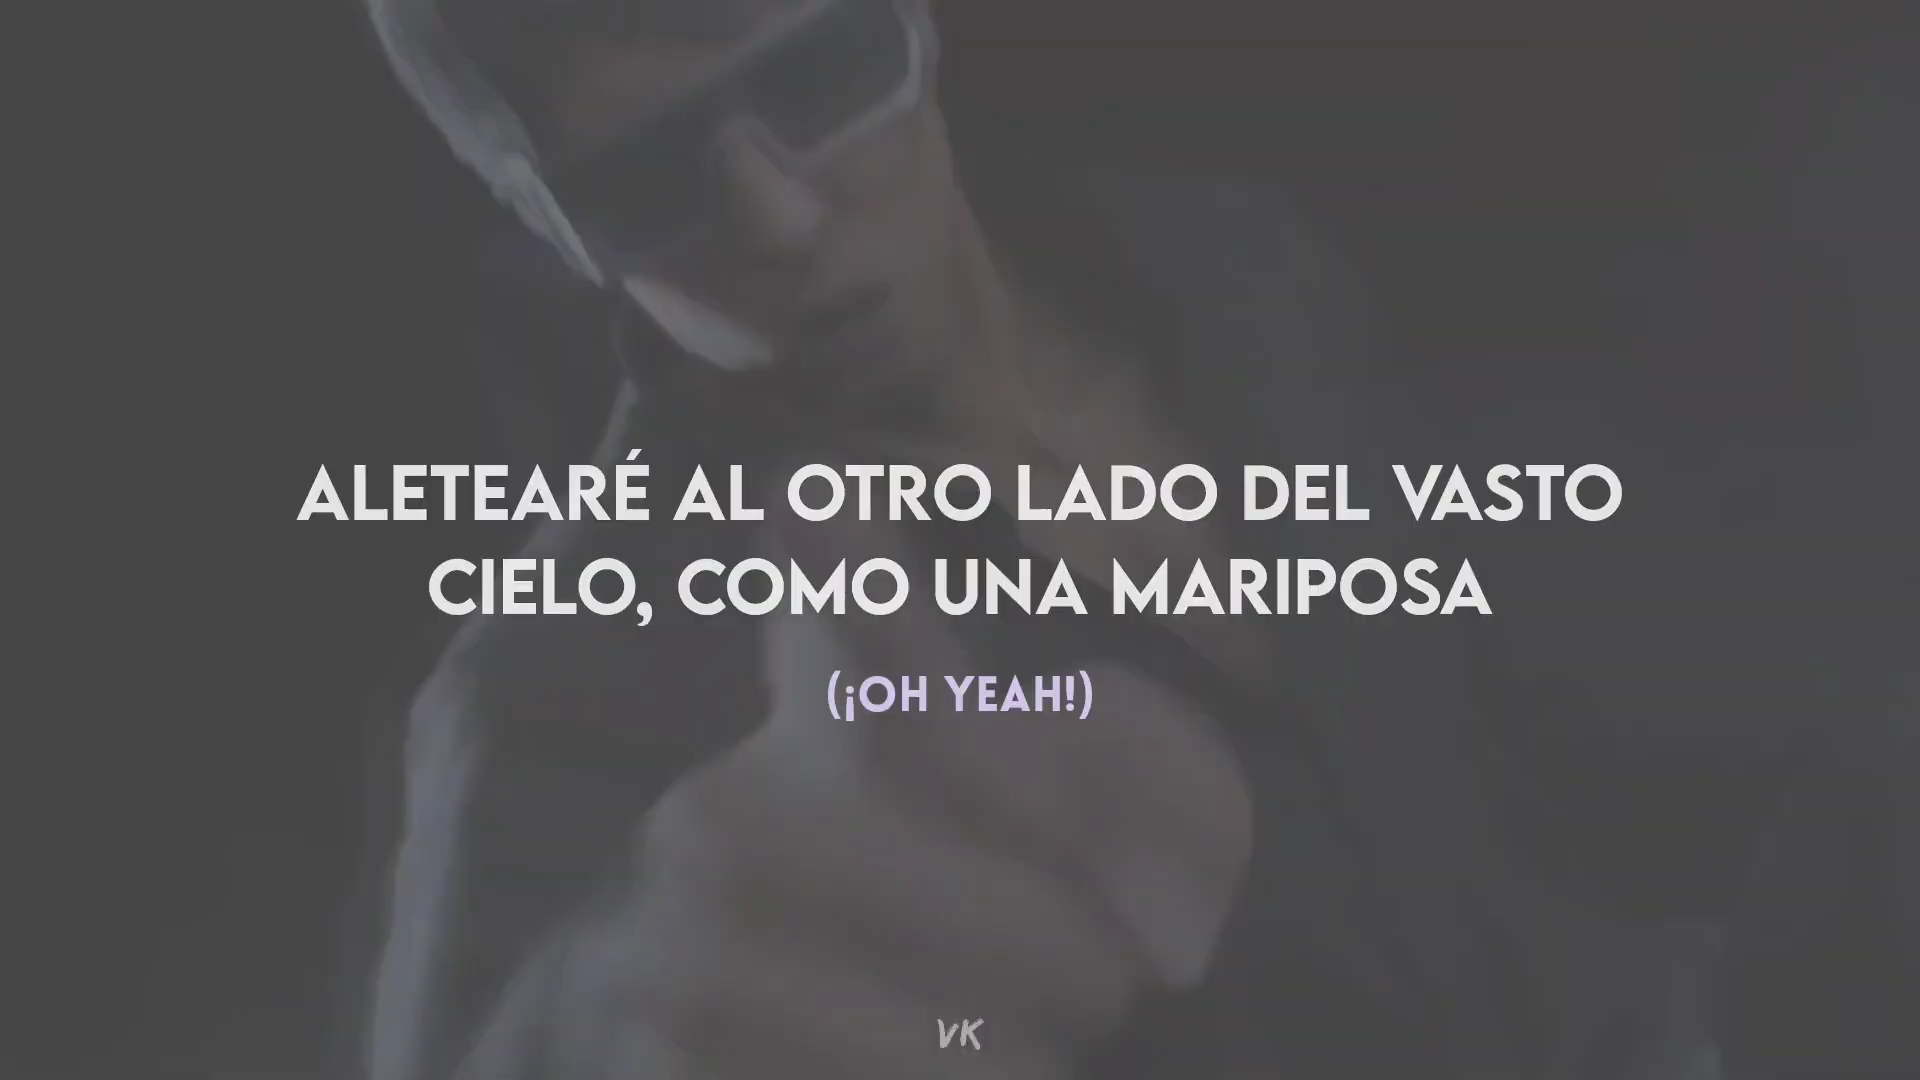 ALETEARÉ AL OTRO LADO DEL VASTO
CIELO, COMO UNA MARIPOSA
(¡OH YEAH!)
VK